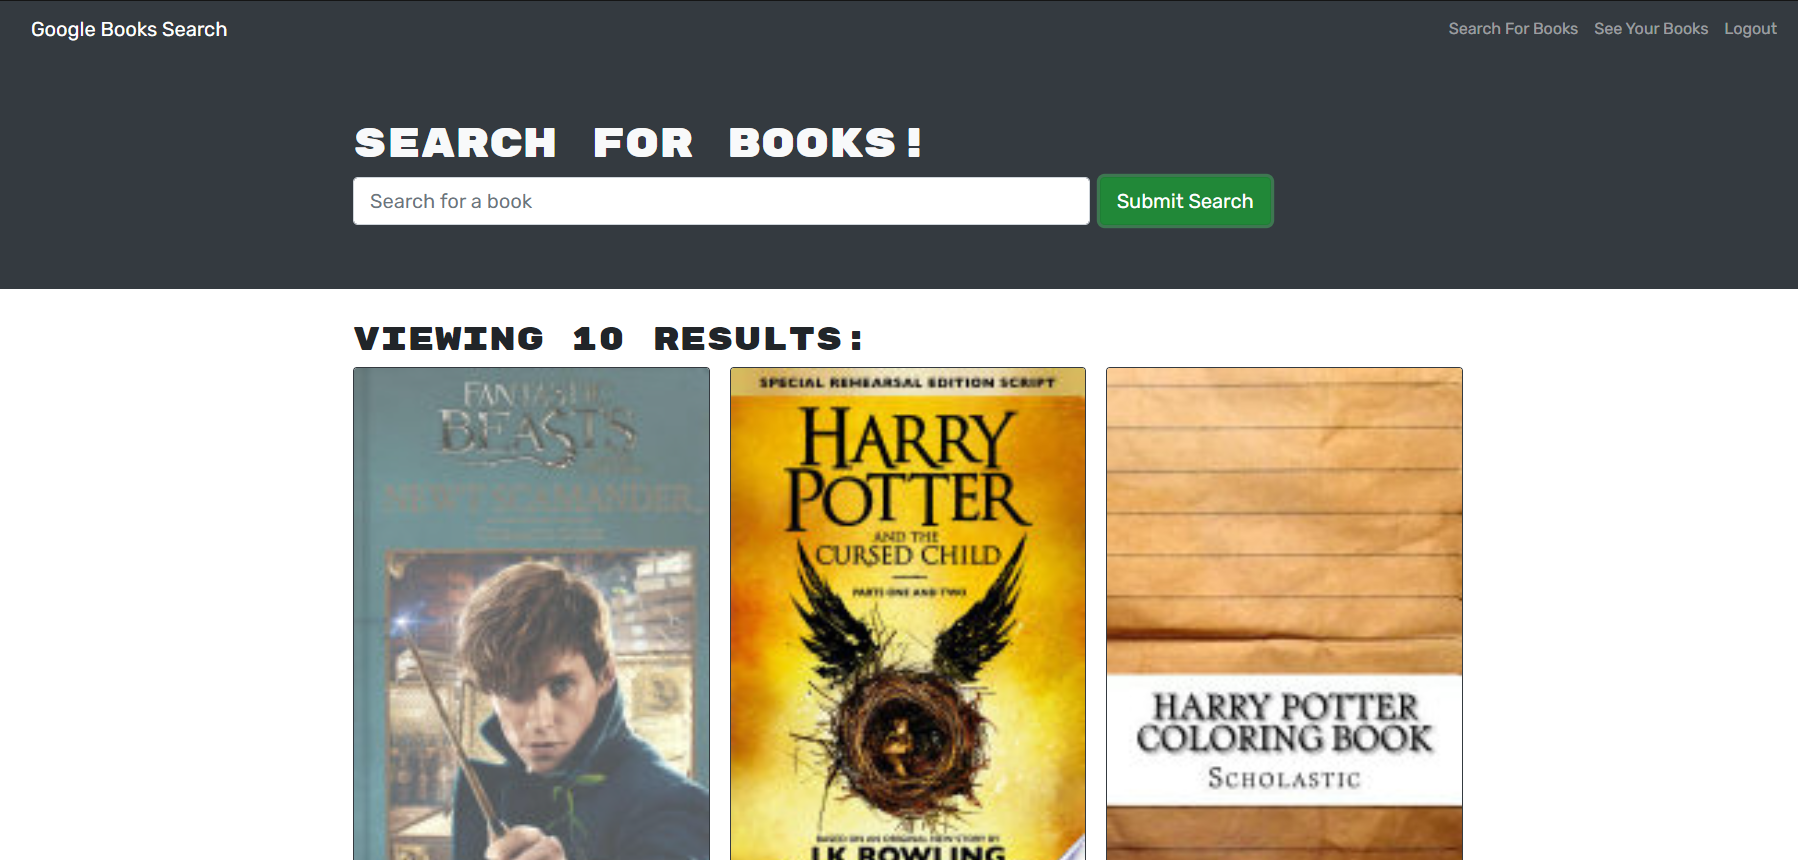 Google Books Search
Search For Books See Your Books Logout
SEARCH FOR BOOKS!
Search for a book
Submit Search
VIEWING 10 RESULTS:
FANTASTIC
BEASTS
NEWT SCAMANDER
SPECIAL REHEARSAL EDITION SCRIPT
HARRY
POTTER
AND THE
CURSED CHILD
PARTS ONE AND TWO
BASED ON AN ORIGINAL NEW STORY BY
J.K. ROWLING
HARRY POTTER
COLORING BOOK
SCHOLASTIC